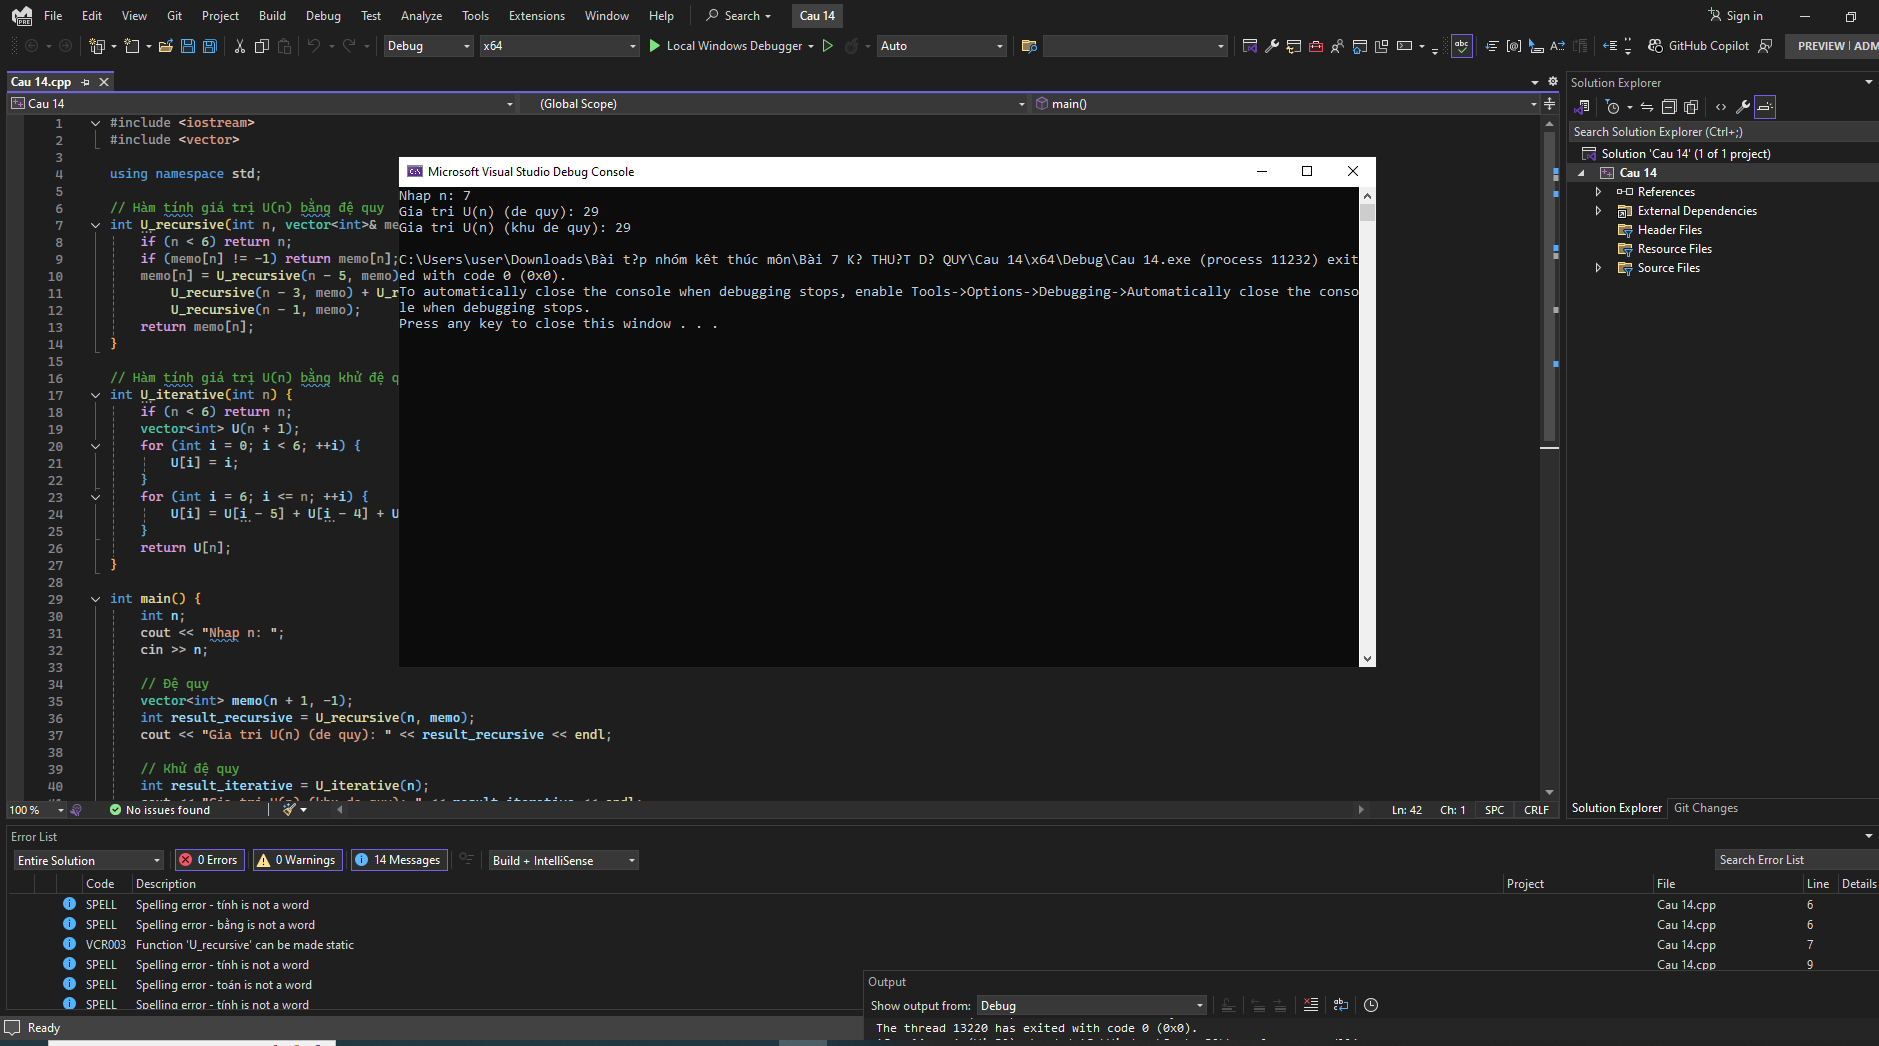 File Edit View Git Project Build Debug Test Analyze Tools Extensions Window Help Search Cau 14 Sign in
Debug x64 Local Windows Debugger Auto GitHub Copilot PREVIEW | ADM
Cau 14.cpp
Cau 14 (Global Scope) main()
1 #include <iostream>
2 #include <vector>
3
4 using namespace std;
5
6 // Hàm tính giá trị U(n) bằng đệ quy
7 int U_recursive(int n, vector<int>& me
8 if (n < 6) return n;
9 if (memo[n] != -1) return memo[n];
10 memo[n] = U_recursive(n - 5, memo)
11 U_recursive(n - 3, memo) + U_r
12 U_recursive(n - 1, memo);
13 return memo[n];
14 }
15
16 // Hàm tính giá trị U(n) bằng khử đệ q
17 int U_iterative(int n) {
18 if (n < 6) return n;
19 vector<int> U(n + 1);
20 for (int i = 0; i < 6; ++i) {
21 U[i] = i;
22 }
23 for (int i = 6; i <= n; ++i) {
24 U[i] = U[i - 5] + U[i - 4] + U
25 }
26 return U[n];
27 }
28
29 int main() {
30 int n;
31 cout << "Nhap n: ";
32 cin >> n;
33
34 // Đệ quy
35 vector<int> memo(n + 1, -1);
36 int result_recursive = U_recursive(n, memo);
37 cout << "Gia tri U(n) (de quy): " << result_recursive << endl;
38
39 // Khử đệ quy
40 int result_iterative = U_iterative(n);
Microsoft Visual Studio Debug Console
Nhap n: 7
Gia tri U(n) (de quy): 29
Gia tri U(n) (khu de quy): 29
C:\Users\user\Downloads\Bài t?p nhóm kêt thúc môn\Bài 7 K? THU?T D? QUY\Cau 14\x64\Debug\Cau 14.exe (process 11232) exit
ed with code 0 (0x0).
To automatically close the console when debugging stops, enable Tools->Options->Debugging->Automatically close the conso
le when debugging stops.
Press any key to close this window . . .
100 % No issues found Ln: 42 Ch: 1 SPC CRLF
Solution Explorer
Search Solution Explorer (Ctrl+;)
Solution 'Cau 14' (1 of 1 project)
Cau 14
References
External Dependencies
Header Files
Resource Files
Source Files
Solution Explorer Git Changes
Error List
Entire Solution 0 Errors 0 Warnings 14 Messages Build + IntelliSense Search Error List
Code Description Project File Line Details
SPELL Spelling error - tính is not a word Cau 14.cpp 6
SPELL Spelling error - bằng is not a word Cau 14.cpp 6
VCR003 Function 'U_recursive' can be made static Cau 14.cpp 7
SPELL Spelling error - tính is not a word Cau 14.cpp 9
SPELL Spelling error - toán is not a word
SPELL Spelling error - tính is not a word
Output
Show output from: Debug
The thread 13220 has exited with code 0 (0x0).
Ready